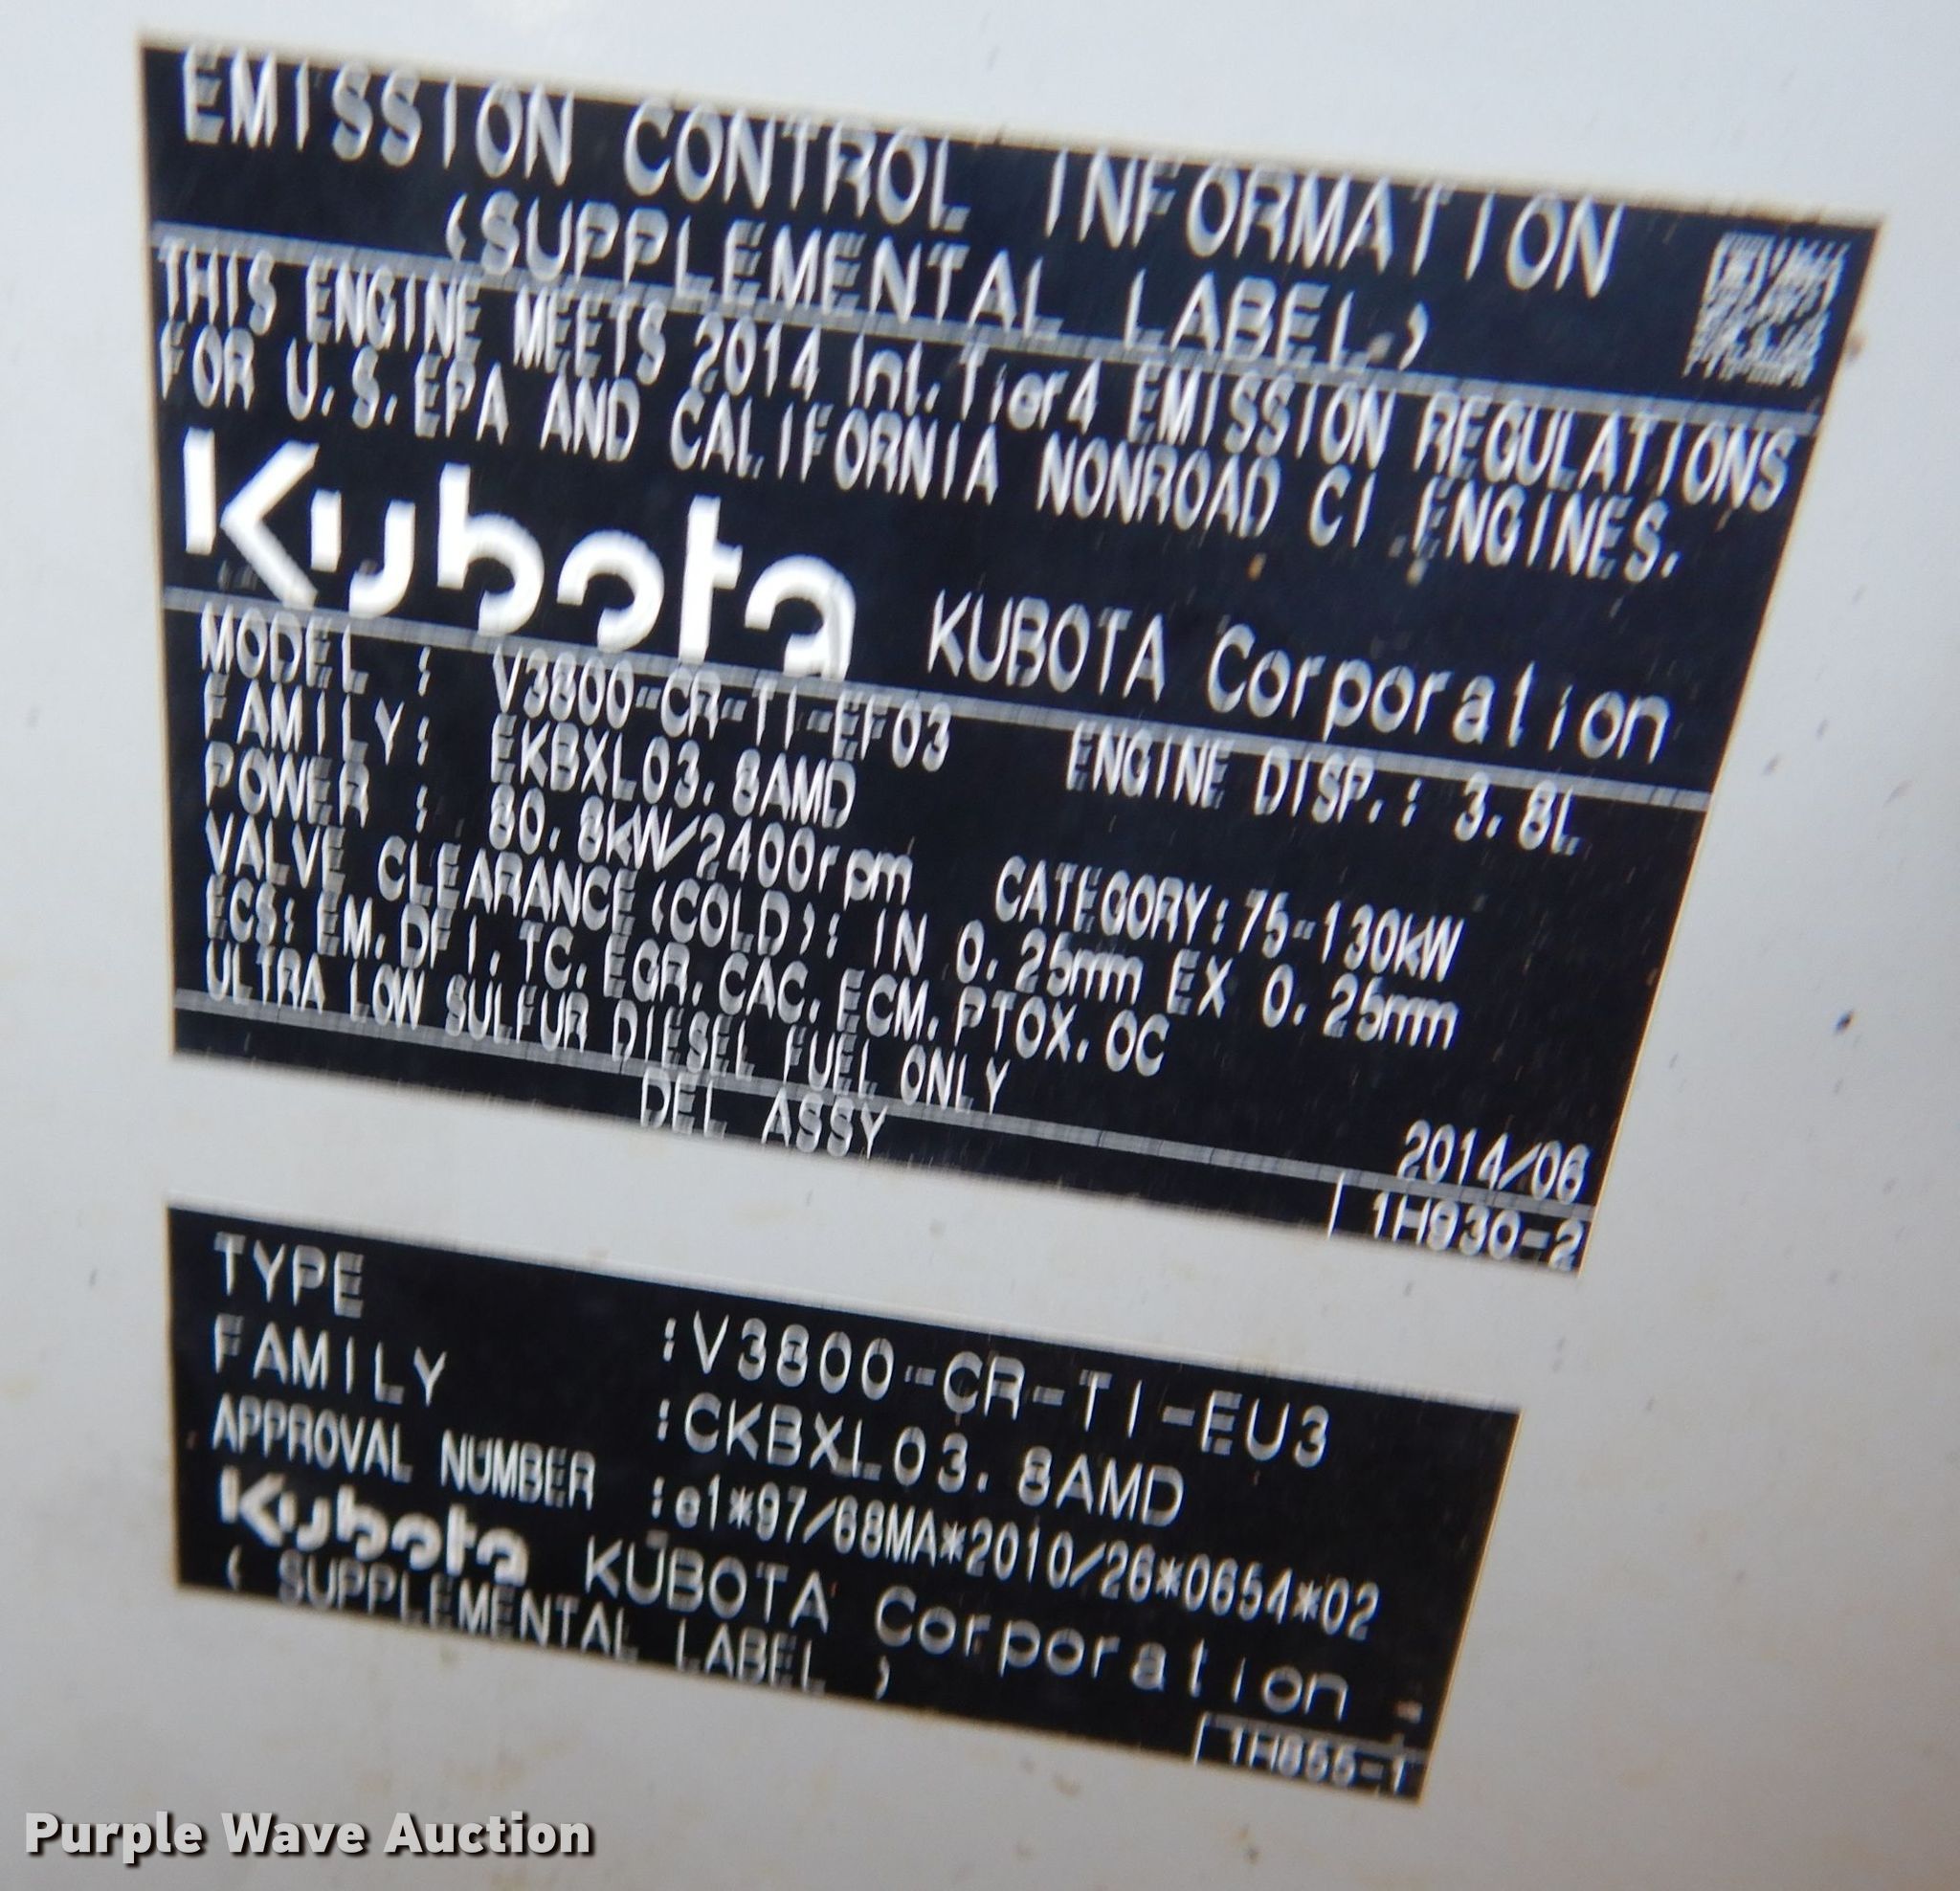 EMISSION CONTROL INFORMATION
(SUPPLEMENTAL LABEL)
THIS ENGINE MEETS 2014 Int.Tier4 EMISSION REGULATIONS
FOR U.S.EPA AND CALIFORNIA NONROAD CI ENGINES.
Kubota KUBOTA Corporation
MODEL : V3800-CR-TI-EF03 ENGINE DISP.: 3.8L
FAMILY: EKBXL03.8AMD
POWER : 80.8kW/2400rpm CATEGORY:75-130kW
VALVE CLEARANCE(COLD): IN 0.25mm EX 0.25mm
ECS: EM.DFI.TC.EGR.CAC.ECM.PTOX.OC
ULTRA LOW SULFUR DIESEL FUEL ONLY
2014/06
DEL ASSY
1H930-2
TYPE :V3800-CR-TI-EU3
FAMILY :CKBXL03.8AMD
APPROVAL NUMBER :e1*97/68MA*2010/26*0654*02
Kubota KUBOTA Corporation
( SUPPLEMENTAL LABEL )
1H855-1
Purple Wave Auction